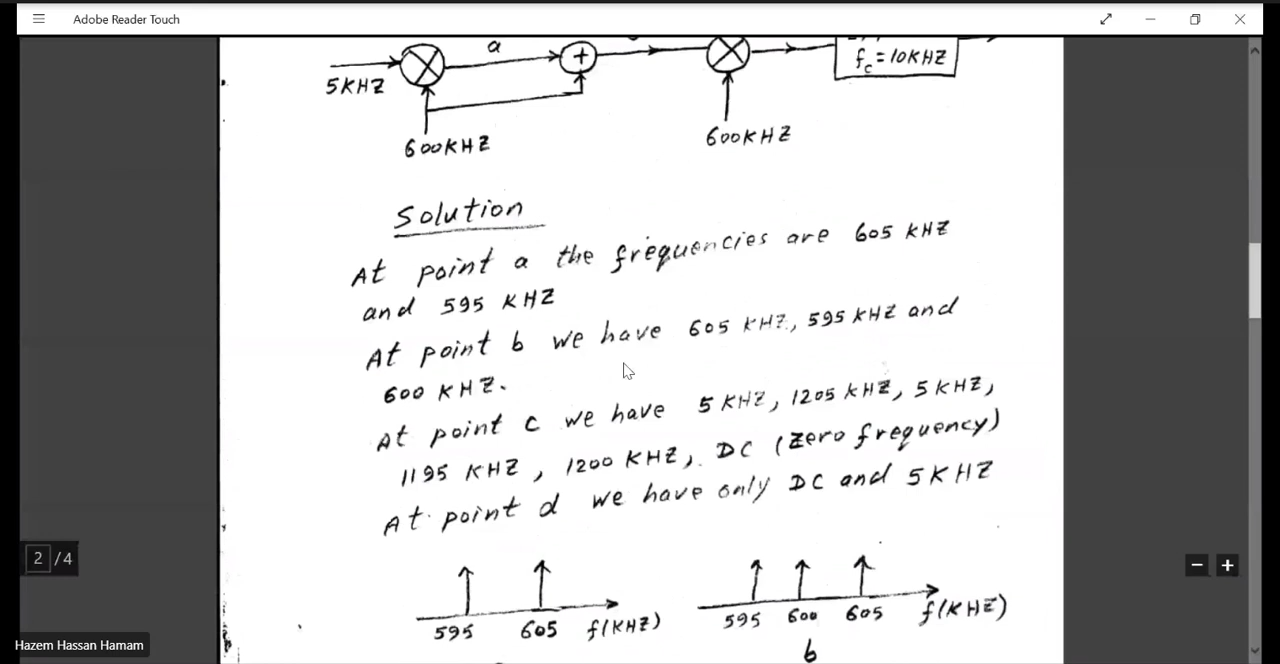 Adobe Reader Touch
a
+
fc = 10KHZ
5KHZ
600KHZ
600KHZ
Solution
At point a the frequencies are 605 KHZ
and 595 KHZ
At point b we have 605 KHZ, 595 KHZ and
600 KHZ.
At point c we have 5 KHZ, 1205 KHZ, 5 KHZ,
1195 KHZ, 1200 KHZ, DC (Zero frequency)
At point d we have only DC and 5KHZ
2 / 4
595 605 f(KHZ)
595 600 605 f(KHZ)
b
Hazem Hassan Hamam